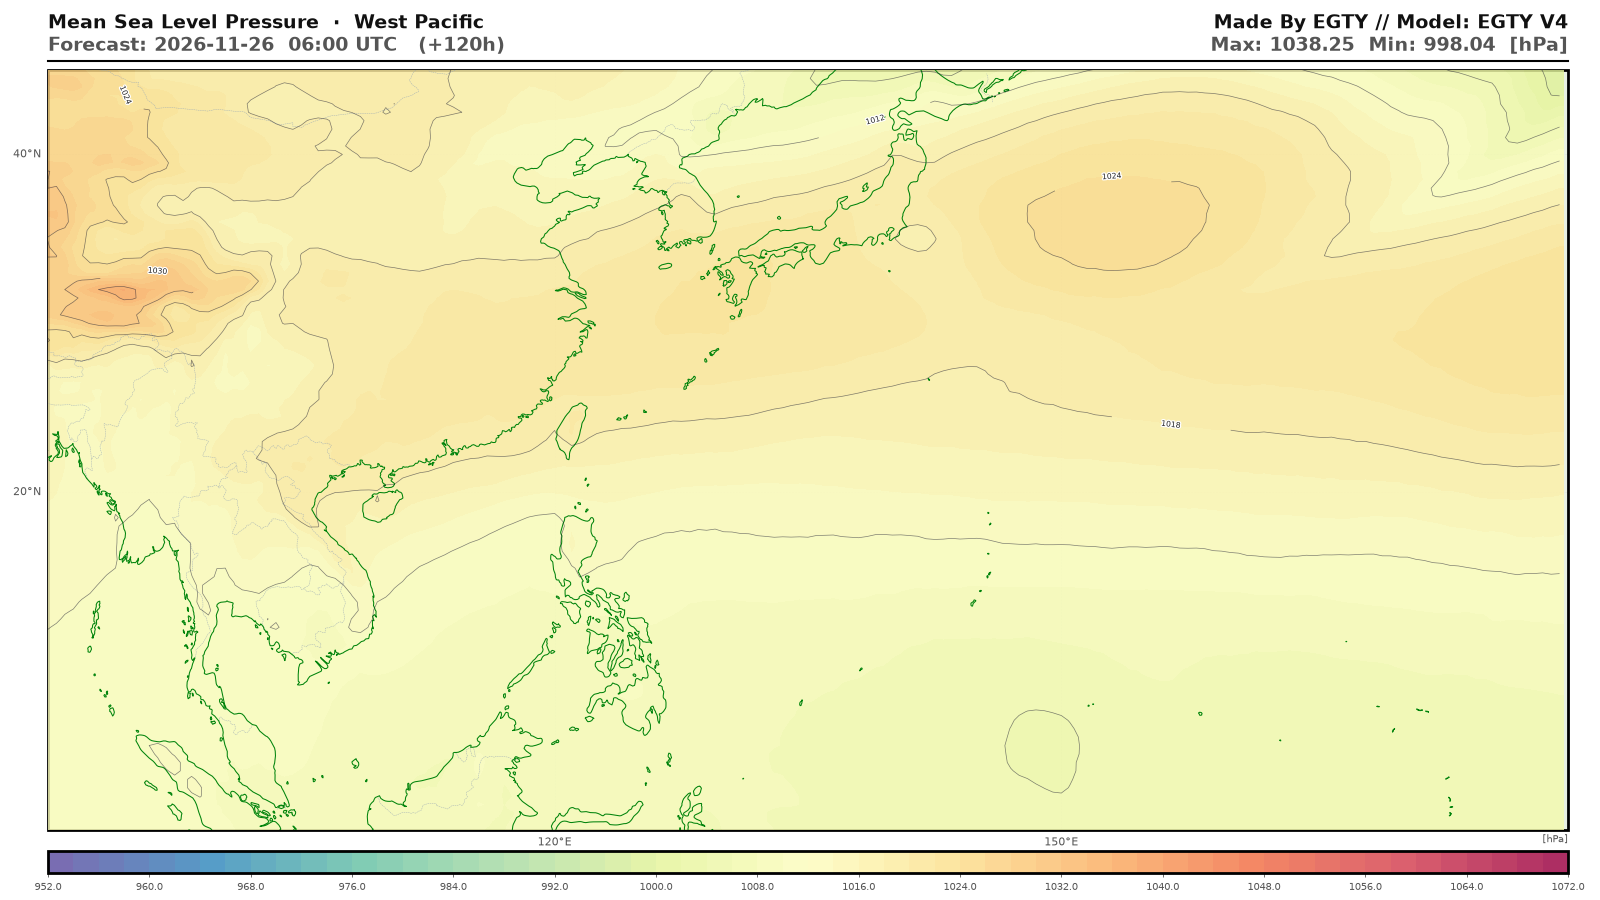 Mean Sea Level Pressure · West Pacific
Made By EGTY // Model: EGTY V4
Forecast: 2026-11-26 06:00 UTC (+120h)
Max: 1038.25 Min: 998.04 [hPa]
1024
1012
40°N
1024
1030
1018
20°N
120°E
150°E
[hPa]
952.0
960.0
968.0
976.0
984.0
992.0
1000.0
1008.0
1016.0
1024.0
1032.0
1040.0
1048.0
1056.0
1064.0
1072.0